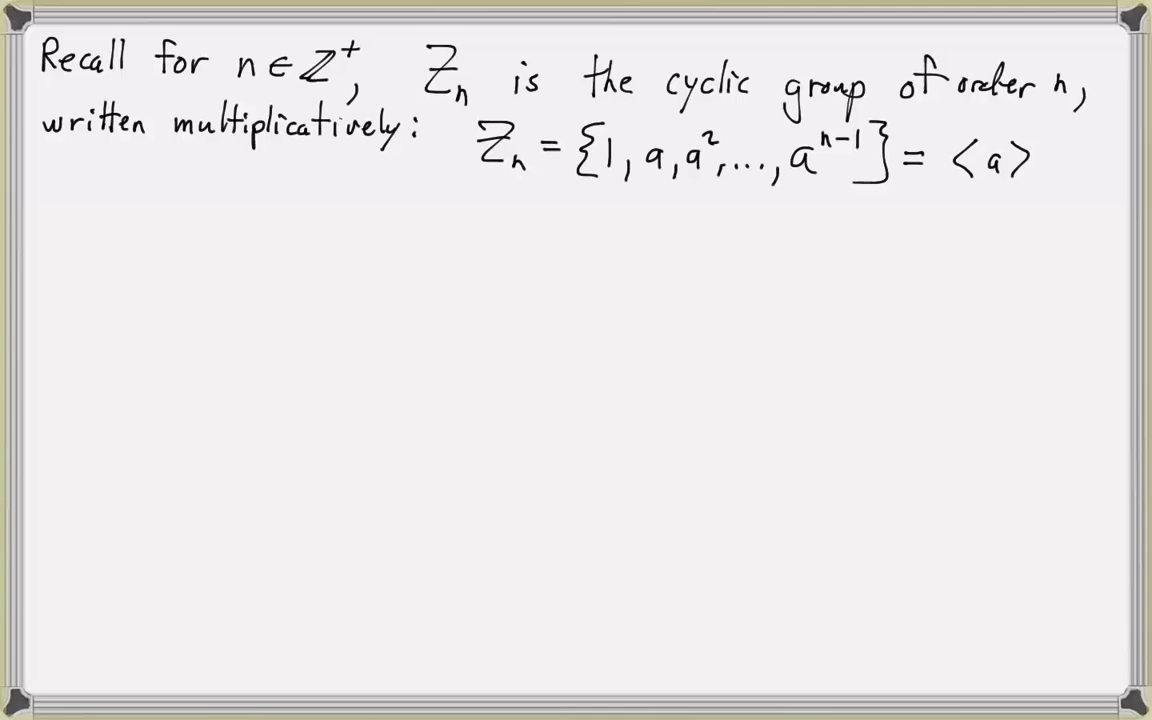 Recall for n ∈ ℤ⁺, Zₙ is the cyclic group of order n,
written multiplicatively: Zₙ = {1, a, a², ..., aⁿ⁻¹} = <a>